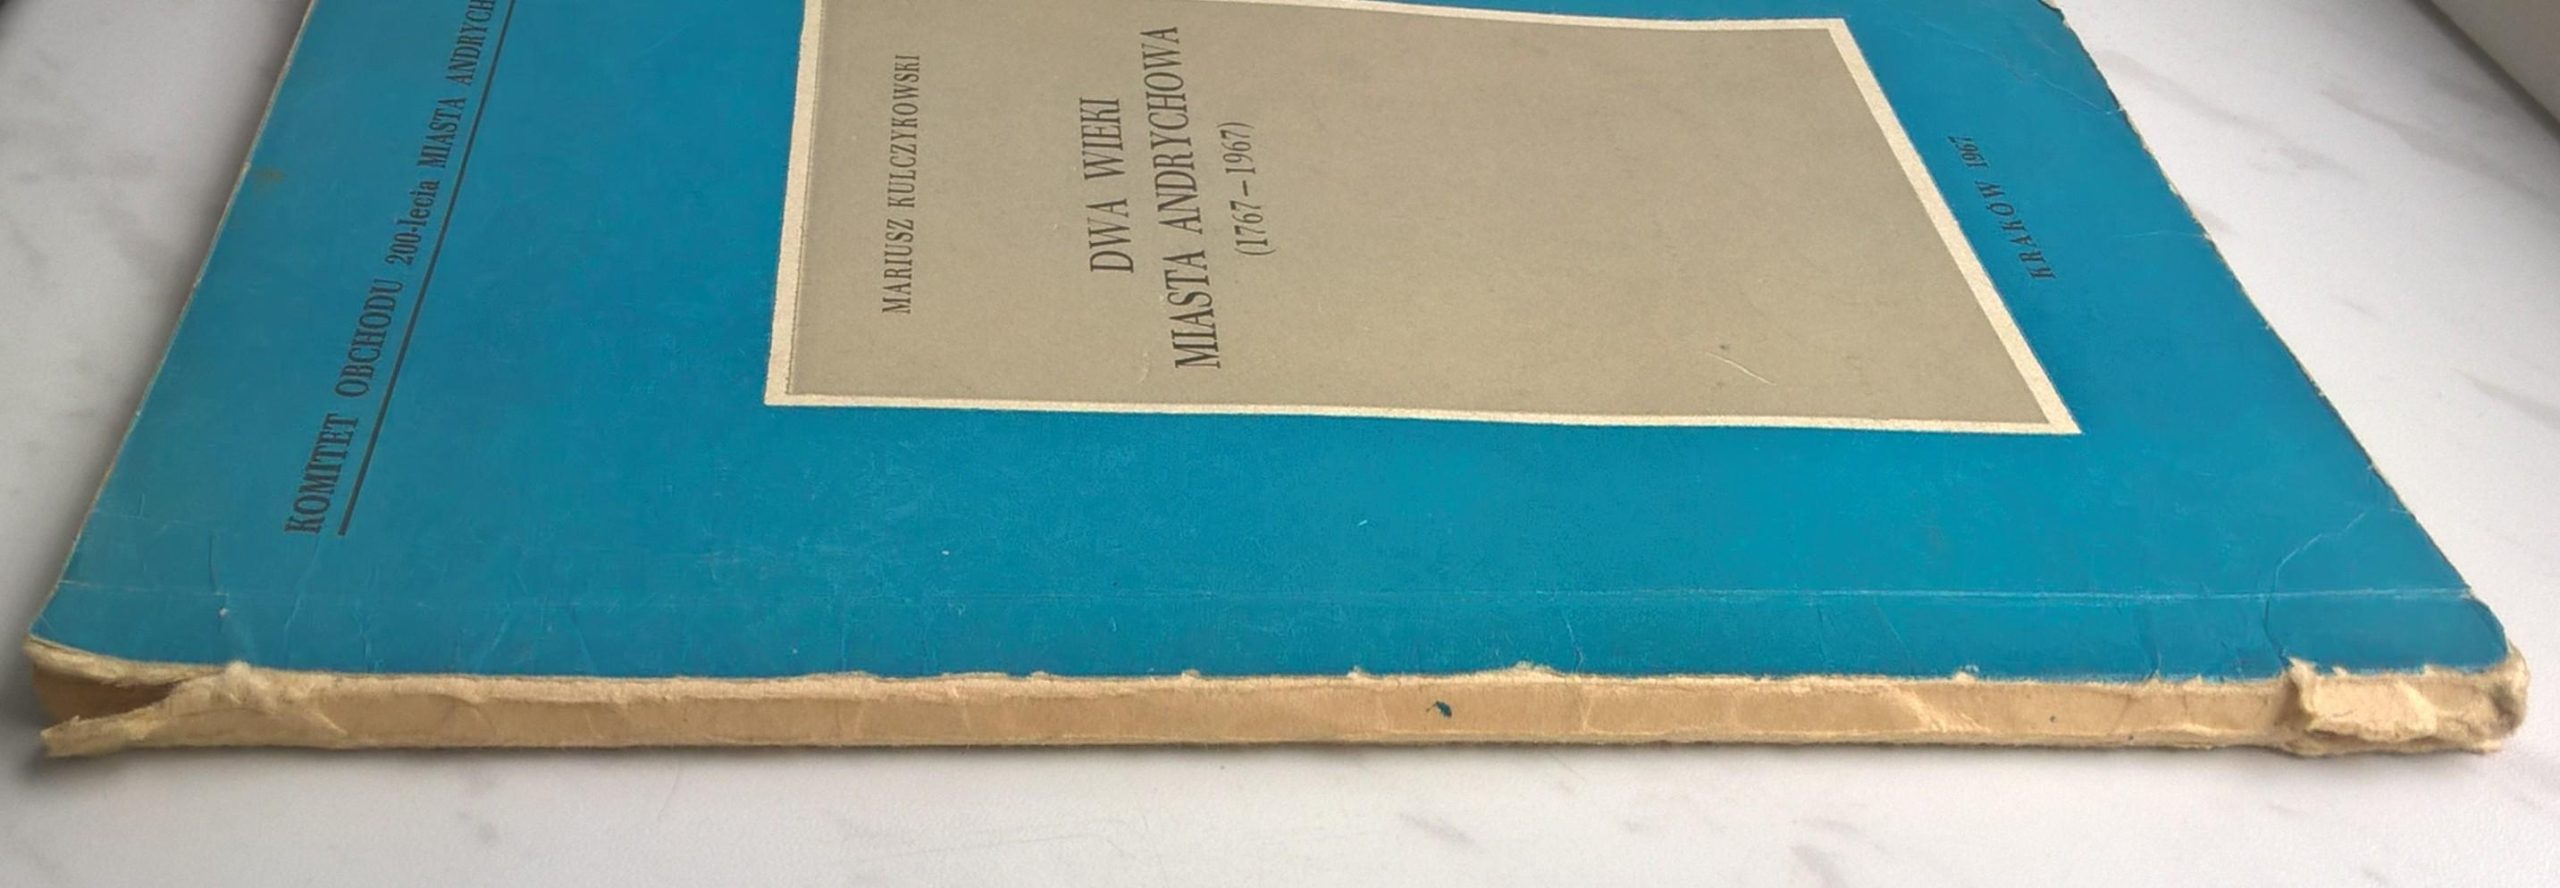 KOMITET OBCHODU 200-lecia MIASTA ANDRYCH
MARIUSZ KULCZYKOWSKI
DWA WIEKI
MIASTA ANDRYCHOWA
(1767–1967)
KRAKÓW 1967